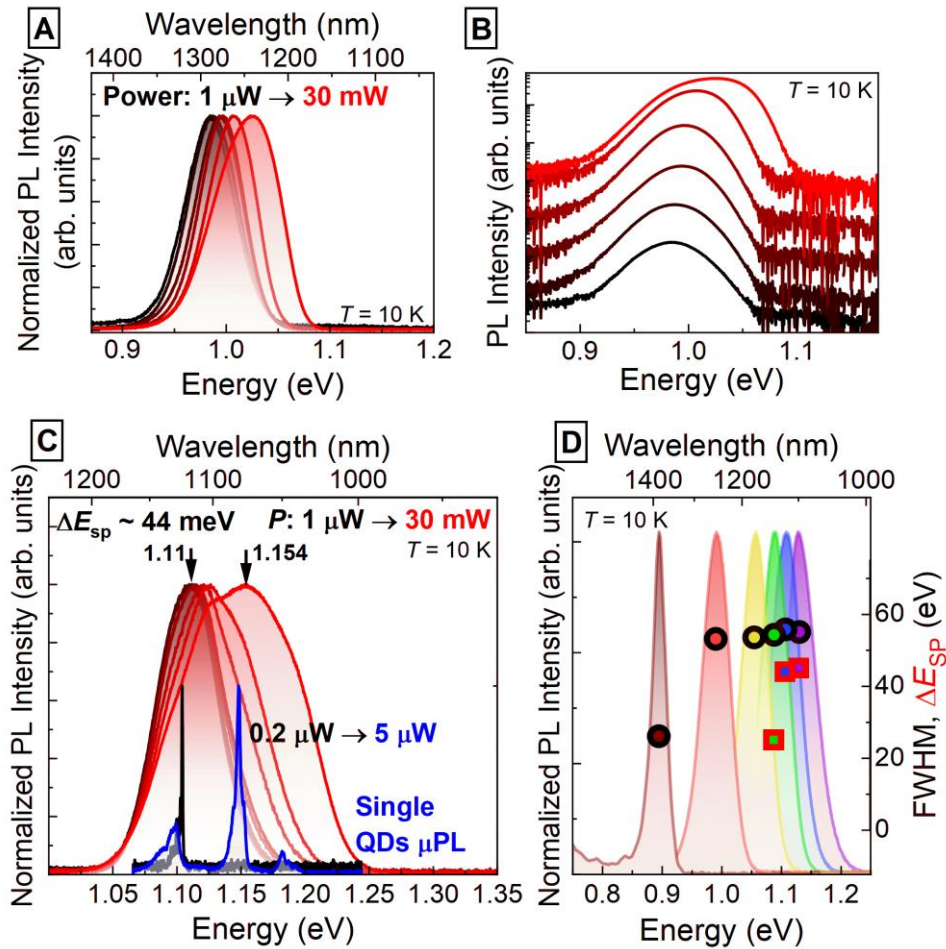 A
Wavelength (nm)
1400 1300 1200 1100
Normalized PL Intensity
(arb. units)
Power: 1 µW → 30 mW
T = 10 K
0.9 1.0 1.1 1.2
Energy (eV)
B
PL Intensity (arb. units)
T = 10 K
0.9 1.0 1.1
Energy (eV)
C
Wavelength (nm)
1200 1100 1000
Normalized PL Intensity (arb. units)
ΔEsp ~ 44 meV
P: 1 µW → 30 mW
T = 10 K
1.11
1.154
0.2 µW → 5 µW
Single
QDs µPL
1.00 1.05 1.10 1.15 1.20 1.25 1.30 1.35
Energy (eV)
D
Wavelength (nm)
1400 1200 1000
Normalized PL Intensity (arb. units)
T = 10 K
60
40
20
0
FWHM, ΔESP (eV)
0.8 0.9 1.0 1.1 1.2
Energy (eV)